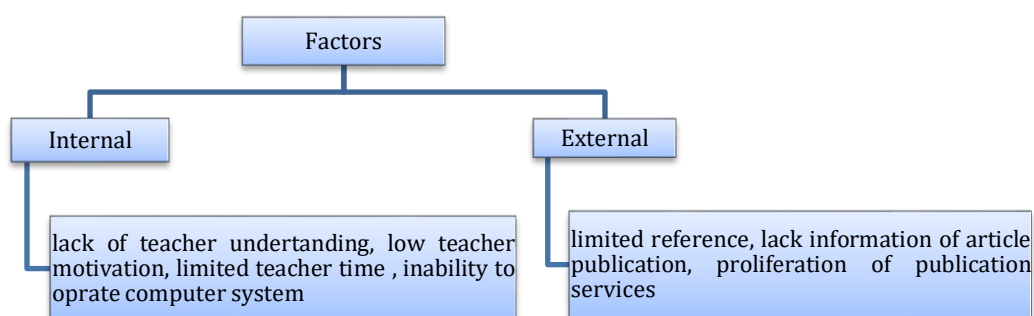 Factors
Internal
External
lack of teacher undertanding, low teacher
motivation, limited teacher time , inability to
oprate computer system
limited reference, lack information of article
publication, proliferation of publication
services